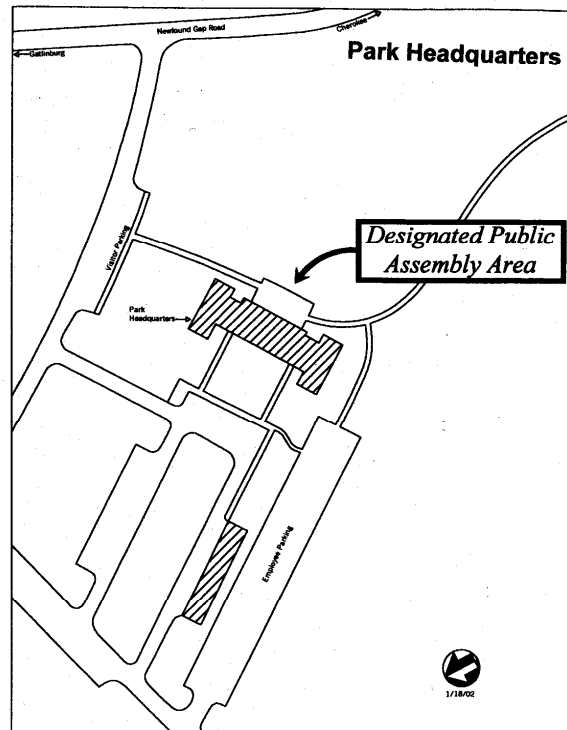 Newfound Gap Road
Cherokee
Gatlinburg
Park Headquarters
Designated Public
Assembly Area
Visitor Parking
Park
Headquarters
Employee Parking
1/18/02